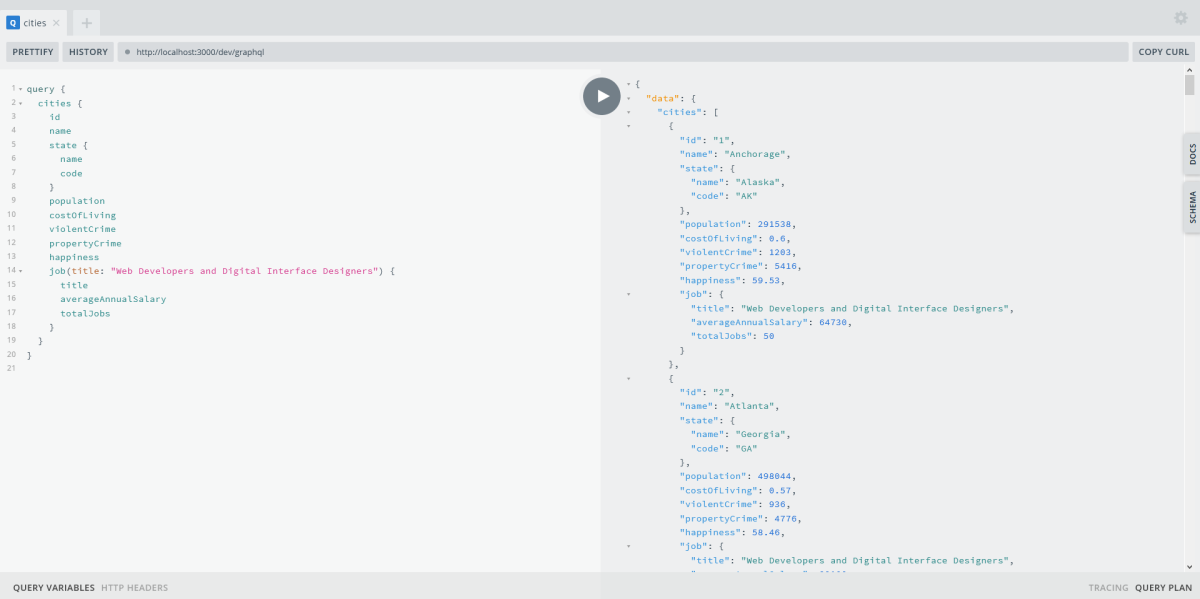 Q cities ×
PRETTIFY HISTORY http://localhost:3000/dev/graphql COPY CURL
1 query {
2 cities {
3 id
4 name
5 state {
6 name
7 code
8 }
9 population
10 costOfLiving
11 violentCrime
12 propertyCrime
13 happiness
14 job(title: "Web Developers and Digital Interface Designers") {
15 title
16 averageAnnualSalary
17 totalJobs
18 }
19 }
20 }
21
{
"data": {
"cities": [
{
"id": "1",
"name": "Anchorage",
"state": {
"name": "Alaska",
"code": "AK"
},
"population": 291538,
"costOfLiving": 0.6,
"violentCrime": 1203,
"propertyCrime": 5416,
"happiness": 59.53,
"job": {
"title": "Web Developers and Digital Interface Designers",
"averageAnnualSalary": 64730,
"totalJobs": 50
}
},
{
"id": "2",
"name": "Atlanta",
"state": {
"name": "Georgia",
"code": "GA"
},
"population": 498044,
"costOfLiving": 0.57,
"violentCrime": 936,
"propertyCrime": 4776,
"happiness": 58.46,
"job": {
"title": "Web Developers and Digital Interface Designers",
DOCS
SCHEMA
QUERY VARIABLES HTTP HEADERS
TRACING QUERY PLAN